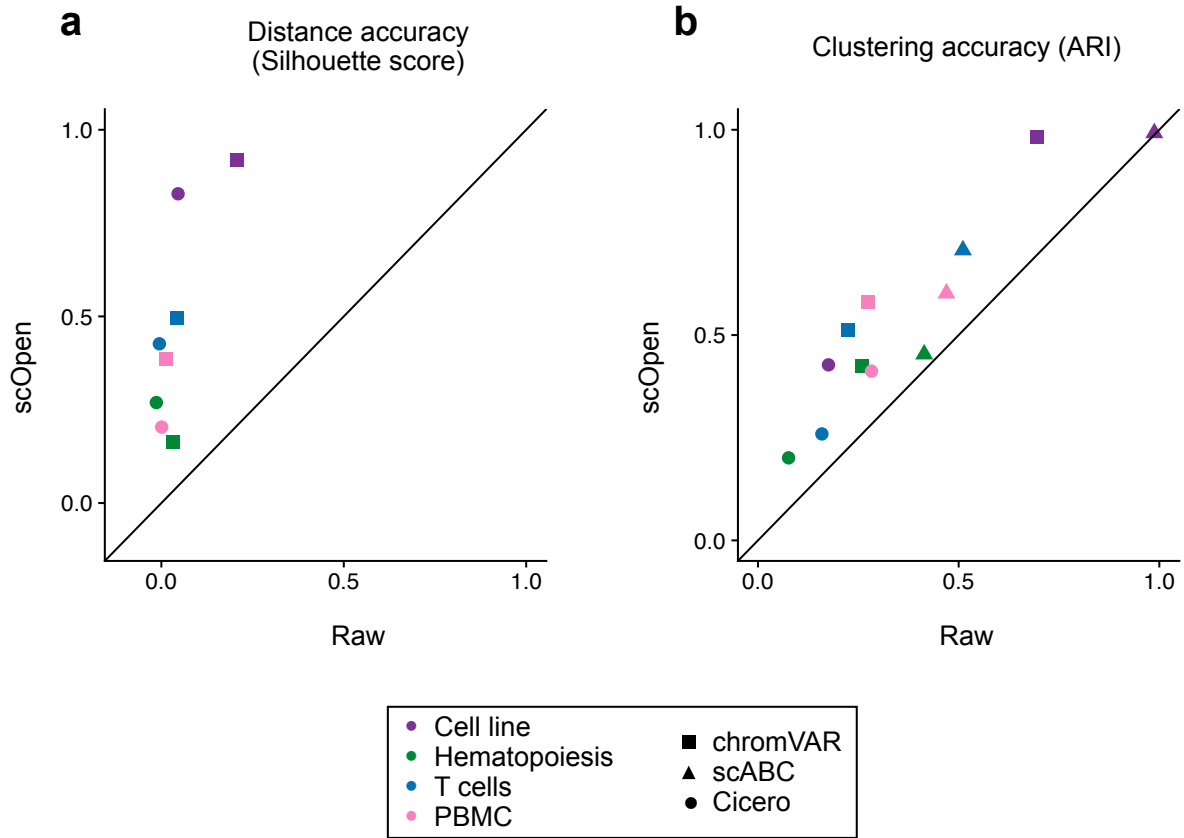 a
Distance accuracy
(Silhouette score)
1.0
0.5
0.0
scOpen
0.0
0.5
1.0
Raw
b
Clustering accuracy (ARI)
1.0
0.5
0.0
scOpen
0.0
0.5
1.0
Raw
Cell line
Hematopoiesis
T cells
PBMC
chromVAR
scABC
Cicero